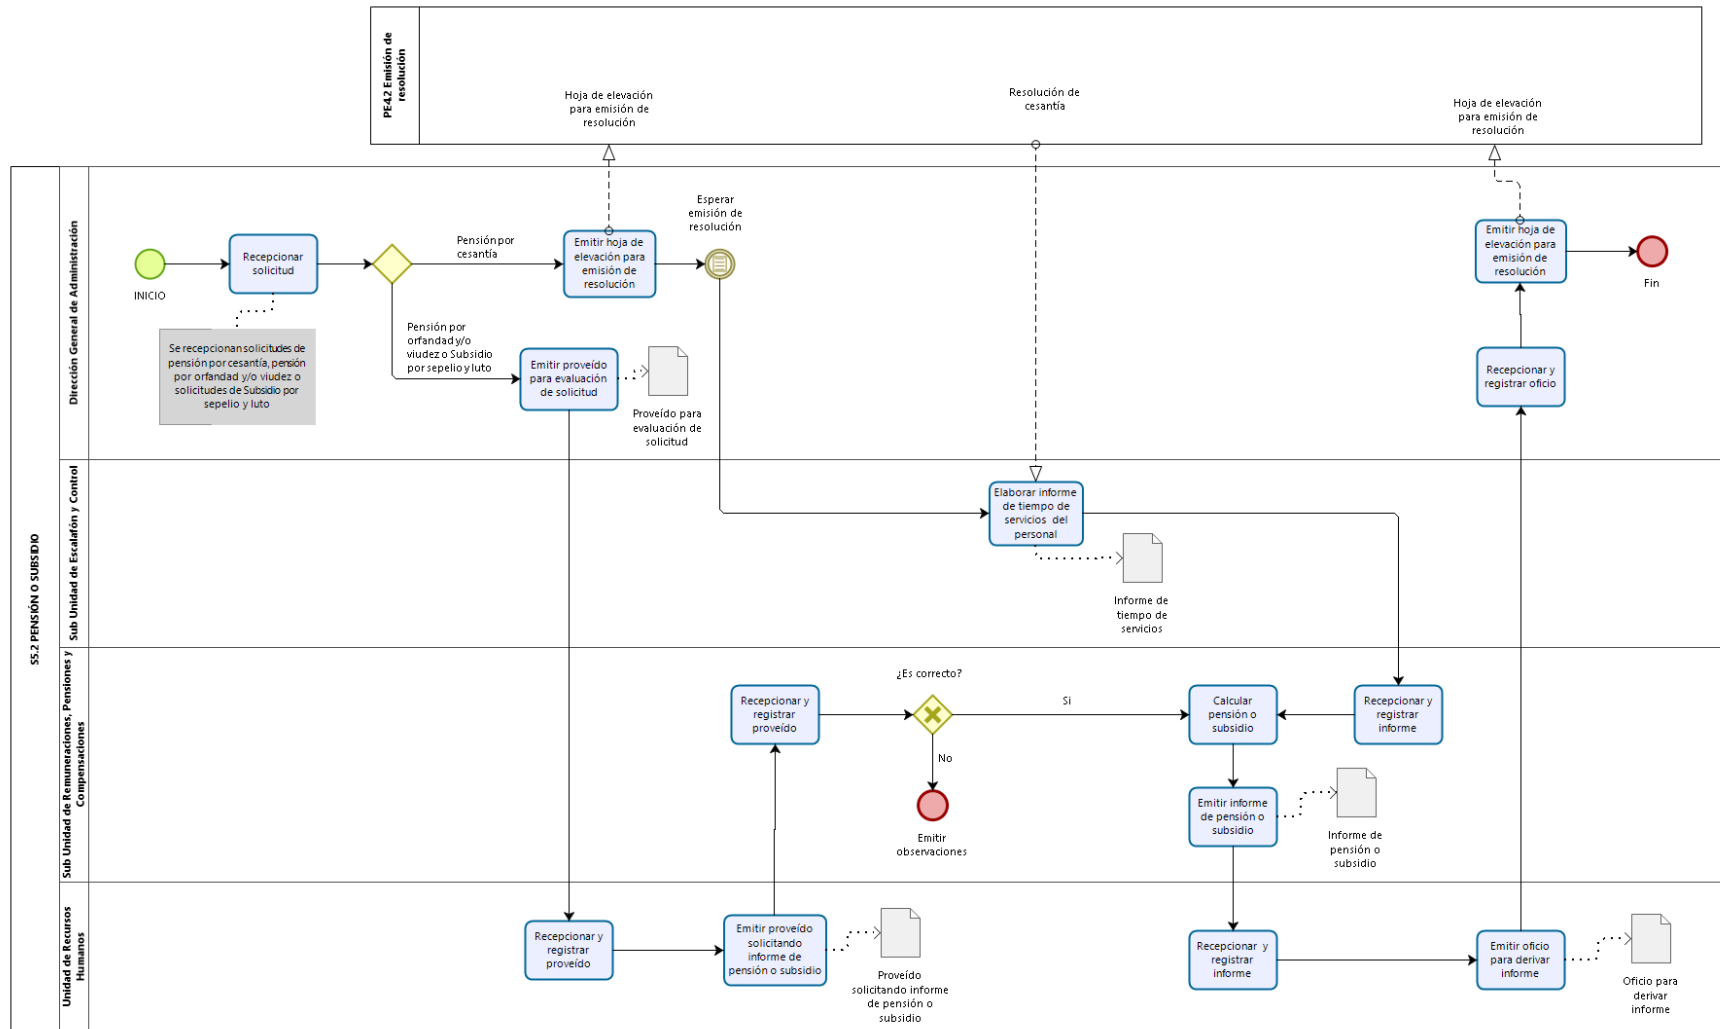 PE4.2 Emisión de
resolución
Hoja de elevación
para emisión de
resolución
Resolución de
cesantía
Hoja de elevación
para emisión de
resolución
S5.2 PENSIÓN O SUBSIDIO
Dirección General de Administración
INICIO
Recepcionar
solicitud
Se recepcionan solicitudes de
pensión por cesantía, pensión
por orfandad y/o viudez o
solicitudes de Subsidio por
sepelio y luto
Pensión por
cesantía
Pensión por
orfandad y/o
viudez o Subsidio
por sepelio y luto
Emitir hoja de
elevación para
emisión de
resolución
Esperar
emisión de
resolución
Emitir proveído
para evaluación
de solicitud
Proveído para
evaluación de
solicitud
Emitir hoja de
elevación para
emisión de
resolución
Fin
Recepcionar y
registrar oficio
Sub Unidad de Escalafón y Control
Elaborar informe
de tiempo de
servicios del
personal
Informe de
tiempo de
servicios
Sub Unidad de Remuneraciones, Pensiones y
Compensaciones
Recepcionar y
registrar
proveído
¿Es correcto?
Si
No
Emitir
observaciones
Calcular
pensión o
subsidio
Recepcionar y
registrar
informe
Emitir informe
de pensión o
subsidio
Informe de
pensión o
subsidio
Unidad de Recursos
Humanos
Recepcionar y
registrar
proveído
Emitir proveído
solicitando
informe de
pensión o subsidio
Proveído
solicitando informe
de pensión o
subsidio
Recepcionar y
registrar
informe
Emitir oficio
para derivar
informe
Oficio para
derivar
informe